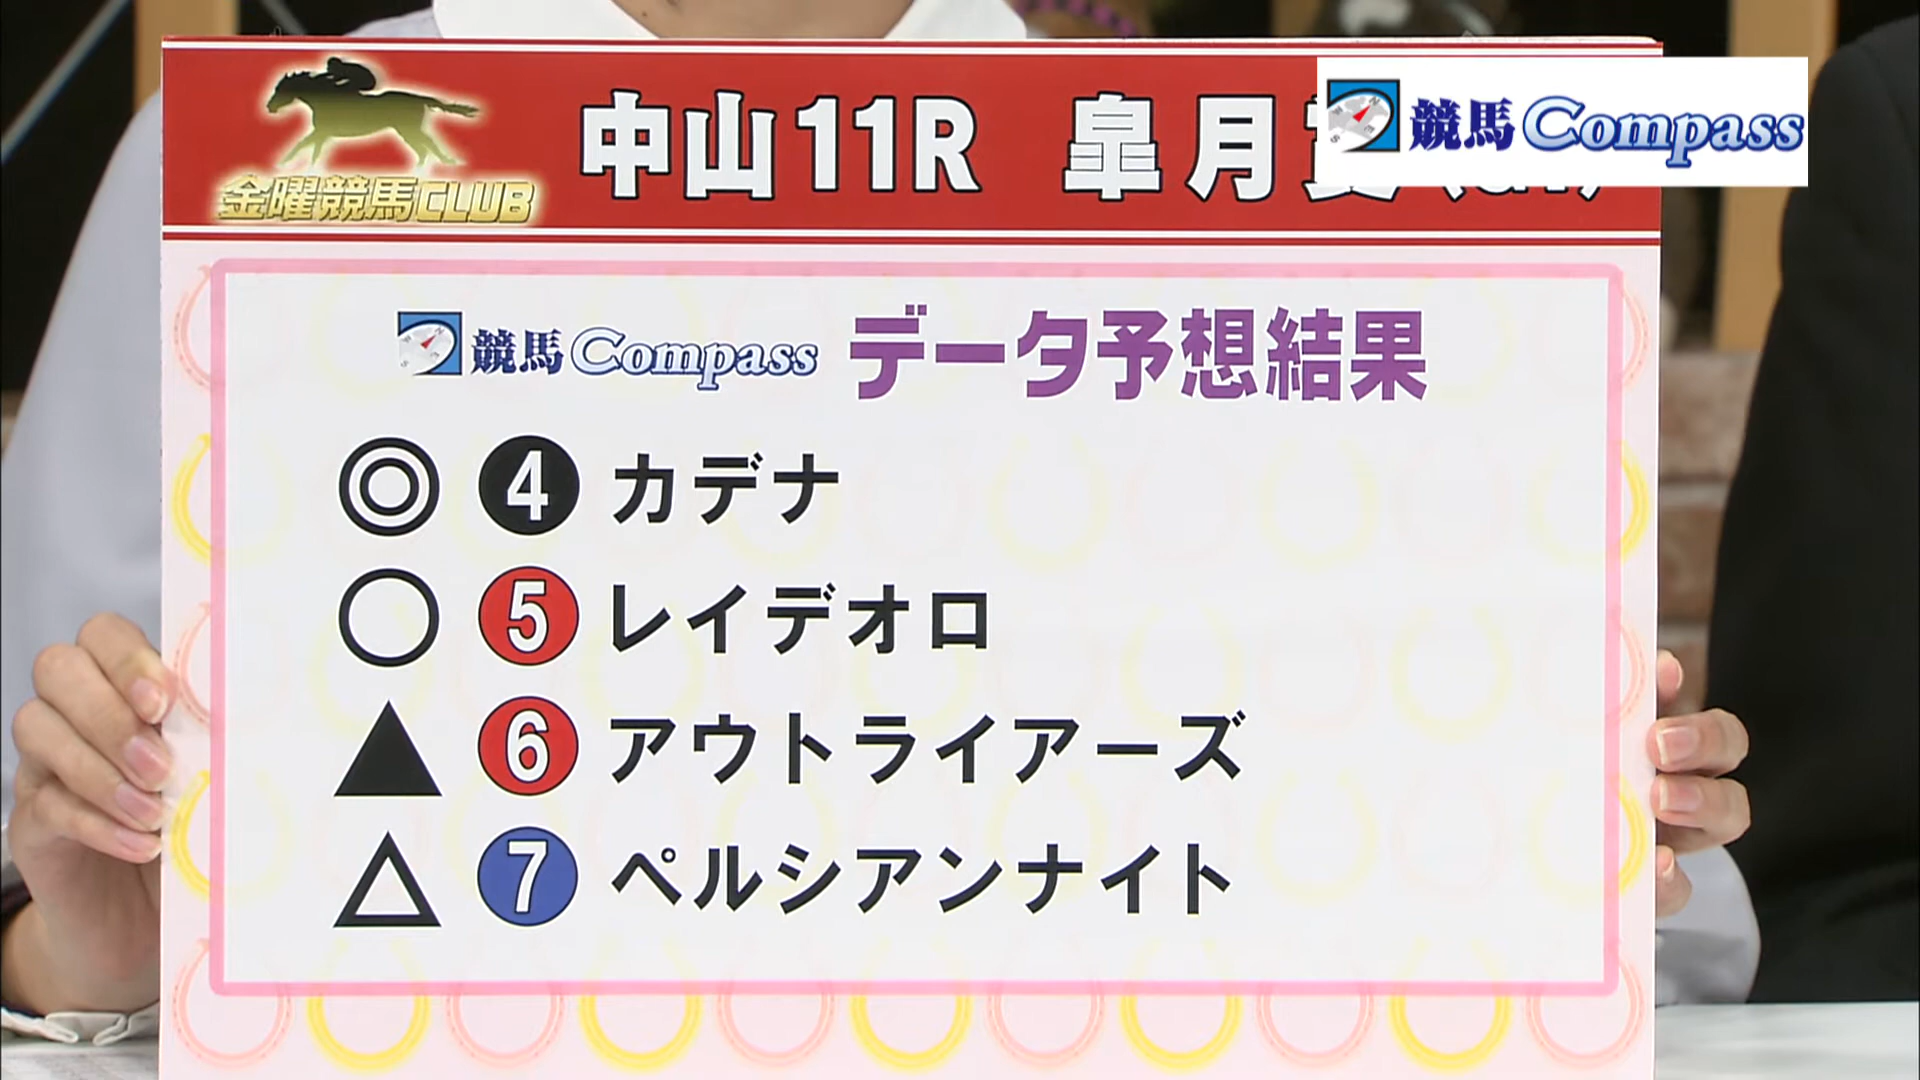 金曜競馬CLUB
中山11R 皐月
競馬Compass
競馬Compass データ予想結果
◎ 4 カデナ
○ 5 レイデオロ
▲ 6 アウトライアーズ
△ 7 ペルシアンナイト